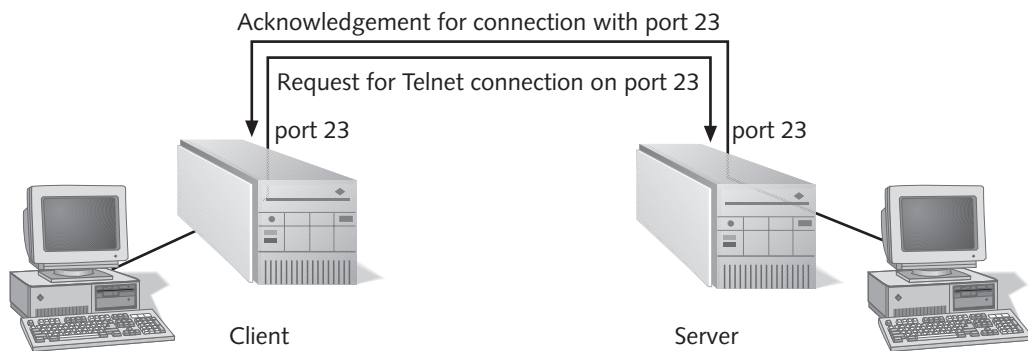 Acknowledgement for connection with port 23
Request for Telnet connection on port 23
port 23
port 23
Client
Server